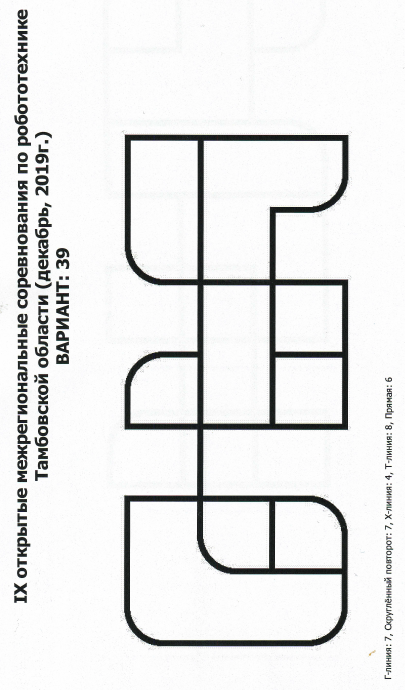 IX открытые межрегиональные соревнования по робототехнике
Тамбовской области (декабрь, 2019г.)
ВАРИАНТ: 39
Г-линия: 7, Скруглённый повторот: 7, Х-линия: 4, Т-линия: 8, Прямая: 6